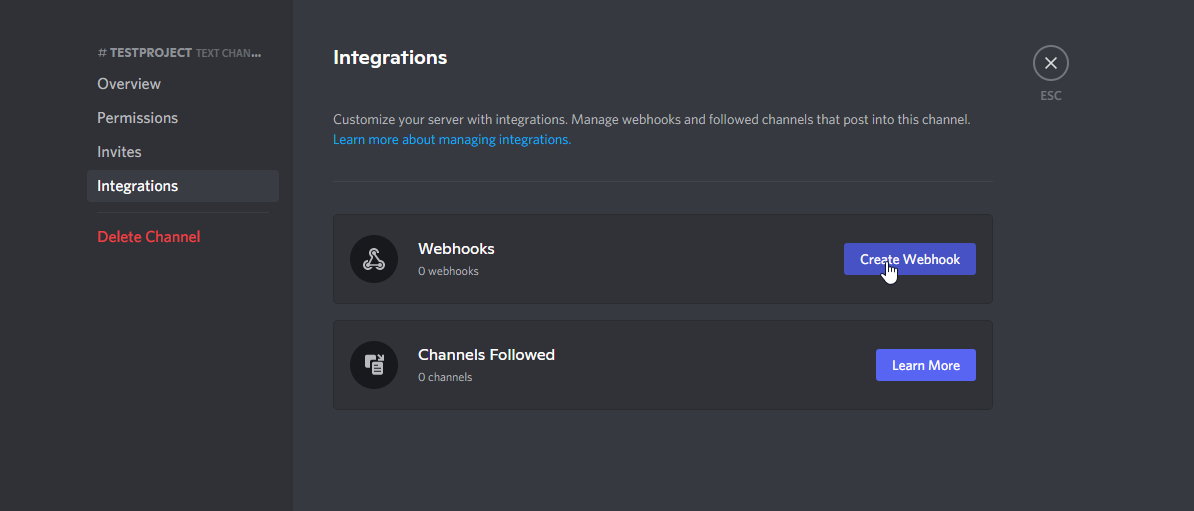 # TESTPROJECT TEXT CHAN...
Overview
Permissions
Invites
Integrations
Delete Channel
Integrations
ESC
Customize your server with integrations. Manage webhooks and followed channels that post into this channel.
Learn more about managing integrations.
Webhooks
0 webhooks
Create Webhook
Channels Followed
0 channels
Learn More